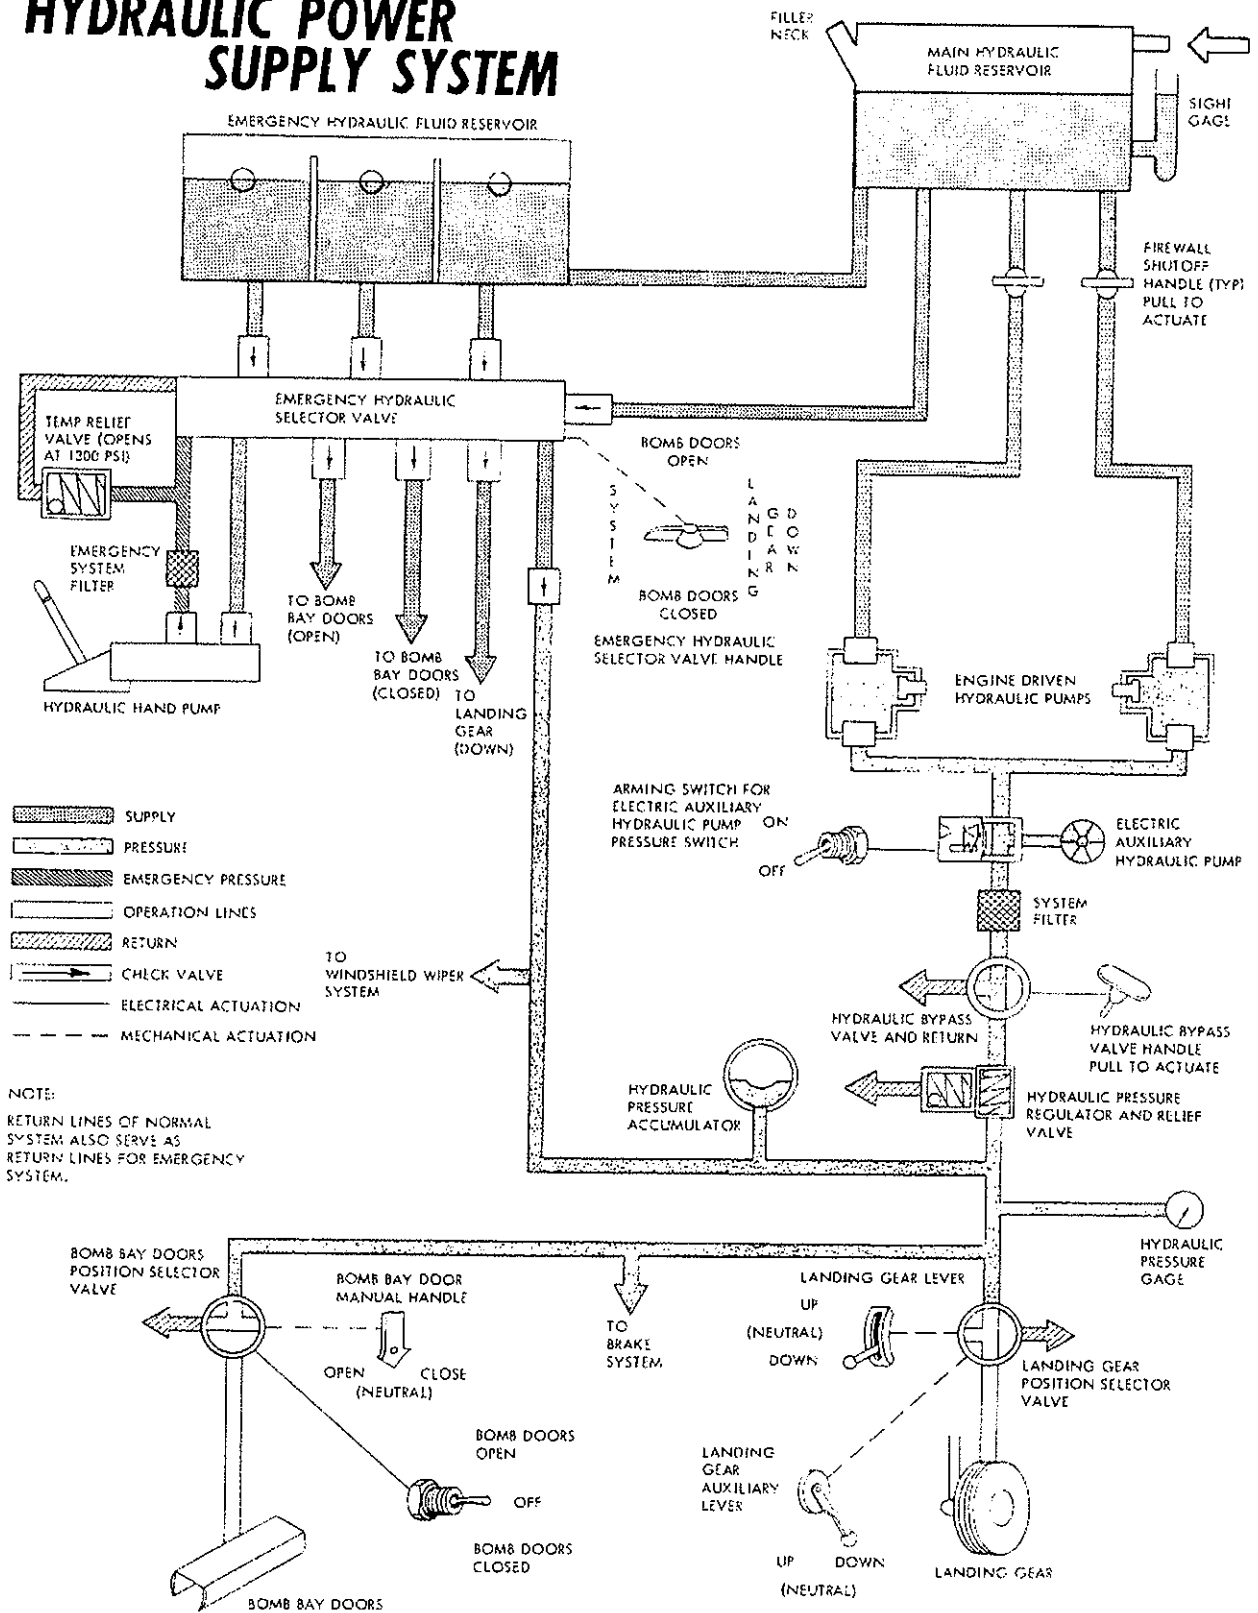 HYDRAULIC POWER
SUPPLY SYSTEM
FILLER
NECK
MAIN HYDRAULIC
FLUID RESERVOIR
SIGHT
GAGE
EMERGENCY HYDRAULIC FLUID RESERVOIR
FIREWALL
SHUTOFF
HANDLE (TYP)
PULL TO
ACTUATE
EMERGENCY HYDRAULIC
SELECTOR VALVE
TEMP RELIEF
VALVE (OPENS
AT 1300 PSI)
BOMB DOORS
OPEN
SYSTEM
LANDING
GEAR
DOWN
BOMB DOORS
CLOSED
EMERGENCY HYDRAULIC
SELECTOR VALVE HANDLE
EMERGENCY
SYSTEM
FILTER
HYDRAULIC HAND PUMP
TO BOMB
BAY DOORS
(OPEN)
TO BOMB
BAY DOORS
(CLOSED)
TO
LANDING
GEAR
(DOWN)
ENGINE DRIVEN
HYDRAULIC PUMPS
ARMING SWITCH FOR
ELECTRIC AUXILIARY
HYDRAULIC PUMP
PRESSURE SWITCH
ON
OFF
ELECTRIC
AUXILIARY
HYDRAULIC PUMP
SUPPLY
PRESSURE
EMERGENCY PRESSURE
OPERATION LINES
RETURN
CHECK VALVE
ELECTRICAL ACTUATION
MECHANICAL ACTUATION
SYSTEM
FILTER
TO
WINDSHIELD WIPER
SYSTEM
HYDRAULIC BYPASS
VALVE AND RETURN
HYDRAULIC BYPASS
VALVE HANDLE
PULL TO ACTUATE
HYDRAULIC
PRESSURE
ACCUMULATOR
HYDRAULIC PRESSURE
REGULATOR AND RELIEF
VALVE
NOTE:
RETURN LINES OF NORMAL
SYSTEM ALSO SERVE AS
RETURN LINES FOR EMERGENCY
SYSTEM.
HYDRAULIC
PRESSURE
GAGE
BOMB BAY DOORS
POSITION SELECTOR
VALVE
BOMB BAY DOOR
MANUAL HANDLE
OPEN CLOSE
(NEUTRAL)
TO
BRAKE
SYSTEM
LANDING GEAR LEVER
UP
(NEUTRAL)
DOWN
LANDING GEAR
POSITION SELECTOR
VALVE
BOMB DOORS
OPEN
OFF
BOMB DOORS
CLOSED
LANDING
GEAR
AUXILIARY
LEVER
UP DOWN
(NEUTRAL)
LANDING GEAR
BOMB BAY DOORS